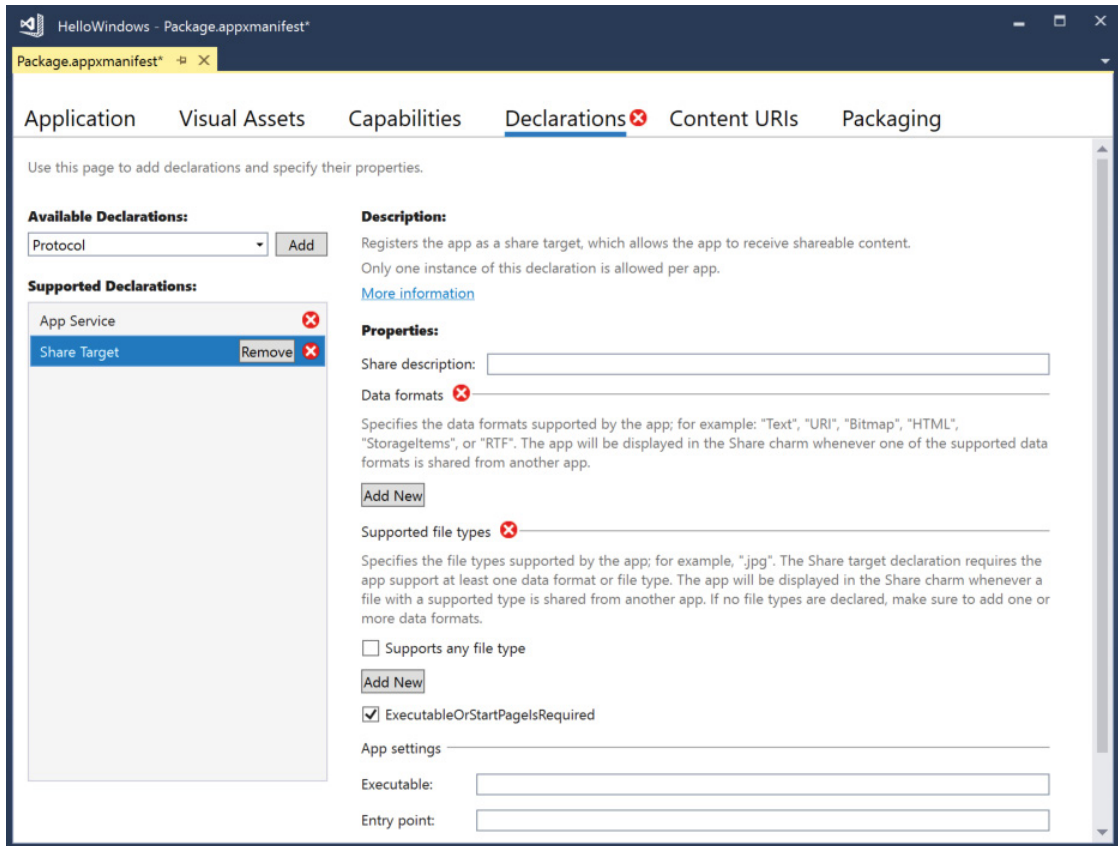 HelloWindows - Package.appxmanifest*
Package.appxmanifest*
Application Visual Assets Capabilities Declarations Content URIs Packaging
Use this page to add declarations and specify their properties.
Available Declarations:
Protocol Add
Supported Declarations:
App Service
Share Target Remove
Description:
Registers the app as a share target, which allows the app to receive shareable content.
Only one instance of this declaration is allowed per app.
More information
Properties:
Share description:
Data formats
Specifies the data formats supported by the app; for example: "Text", "URI", "Bitmap", "HTML",
"StorageItems", or "RTF". The app will be displayed in the Share charm whenever one of the supported data
formats is shared from another app.
Add New
Supported file types
Specifies the file types supported by the app; for example, ".jpg". The Share target declaration requires the
app support at least one data format or file type. The app will be displayed in the Share charm whenever a
file with a supported type is shared from another app. If no file types are declared, make sure to add one or
more data formats.
Supports any file type
Add New
ExecutableOrStartPageIsRequired
App settings
Executable:
Entry point: